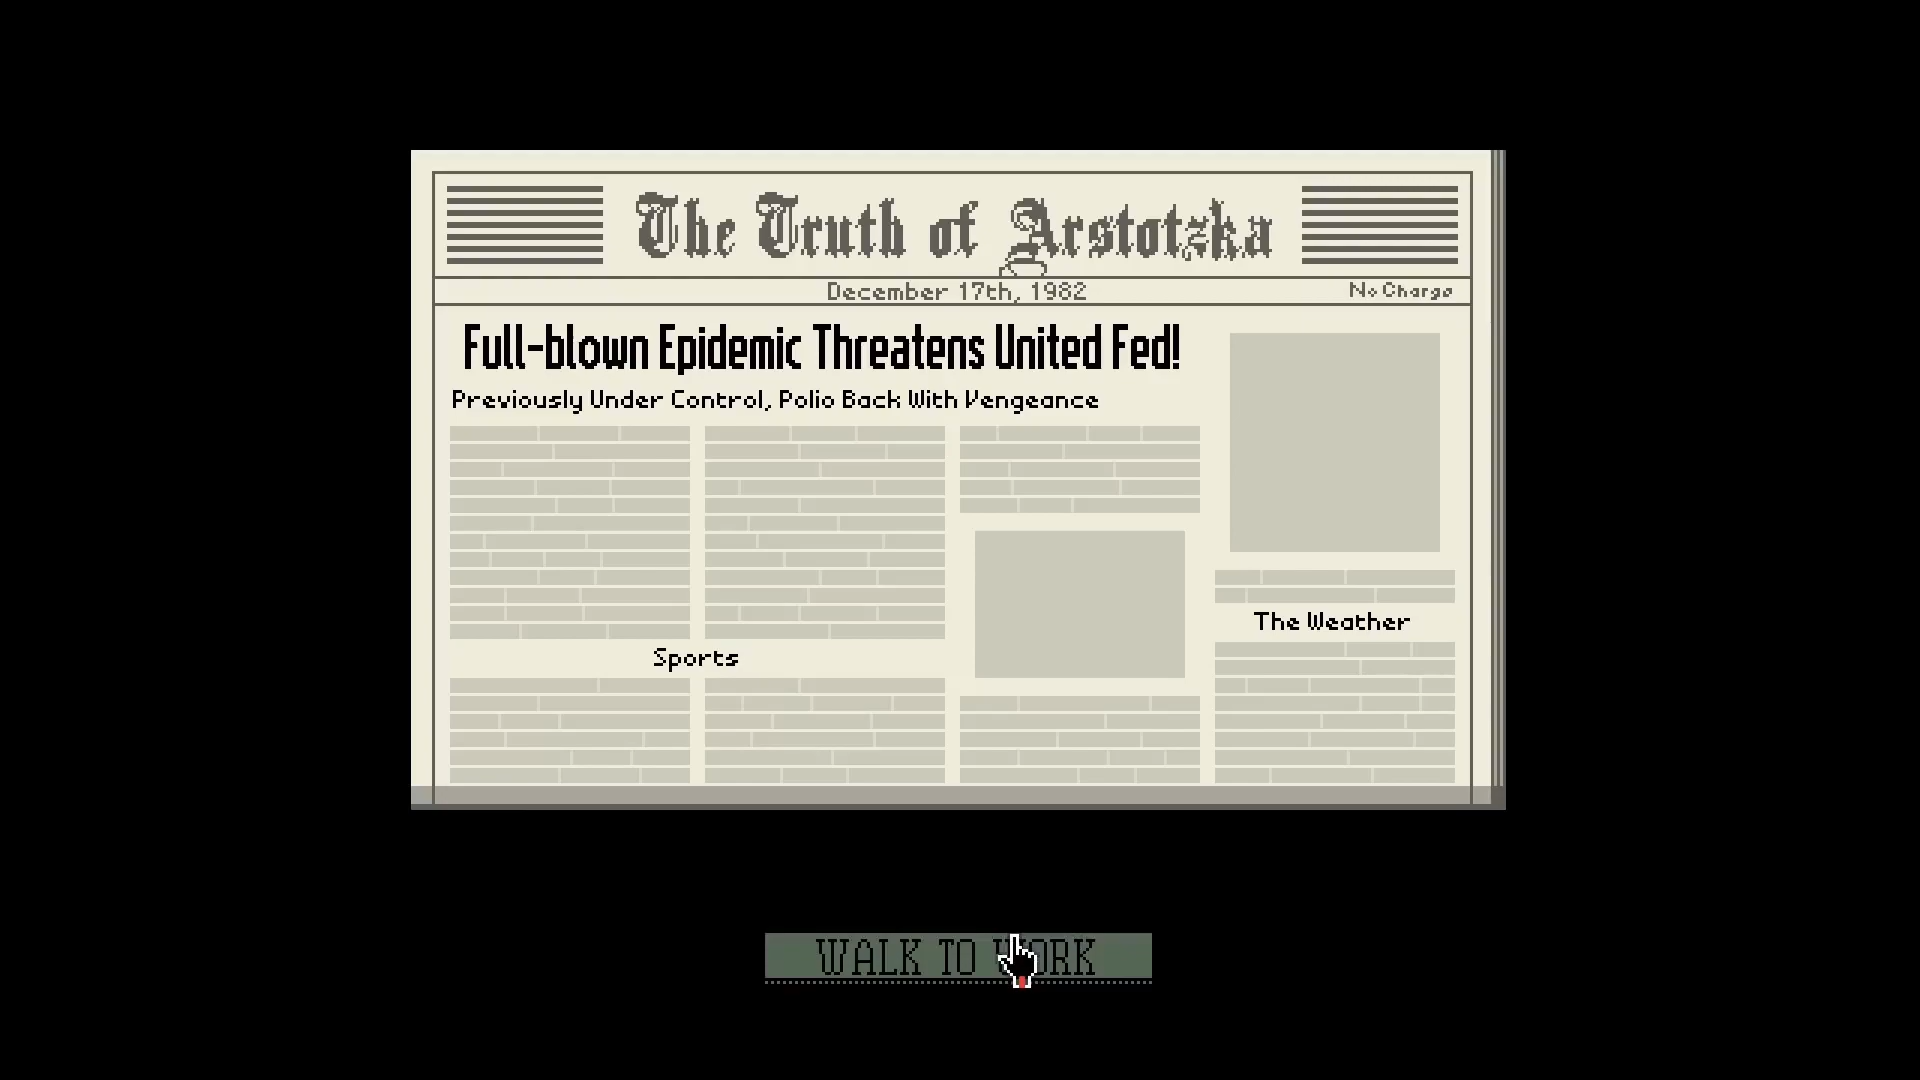 The Truth of Arstotzka
December 17th, 1982
No Charge
Full-blown Epidemic Threatens United Fed!
Previously Under Control, Polio Back With Vengeance
The Weather
Sports
WALK TO WORK